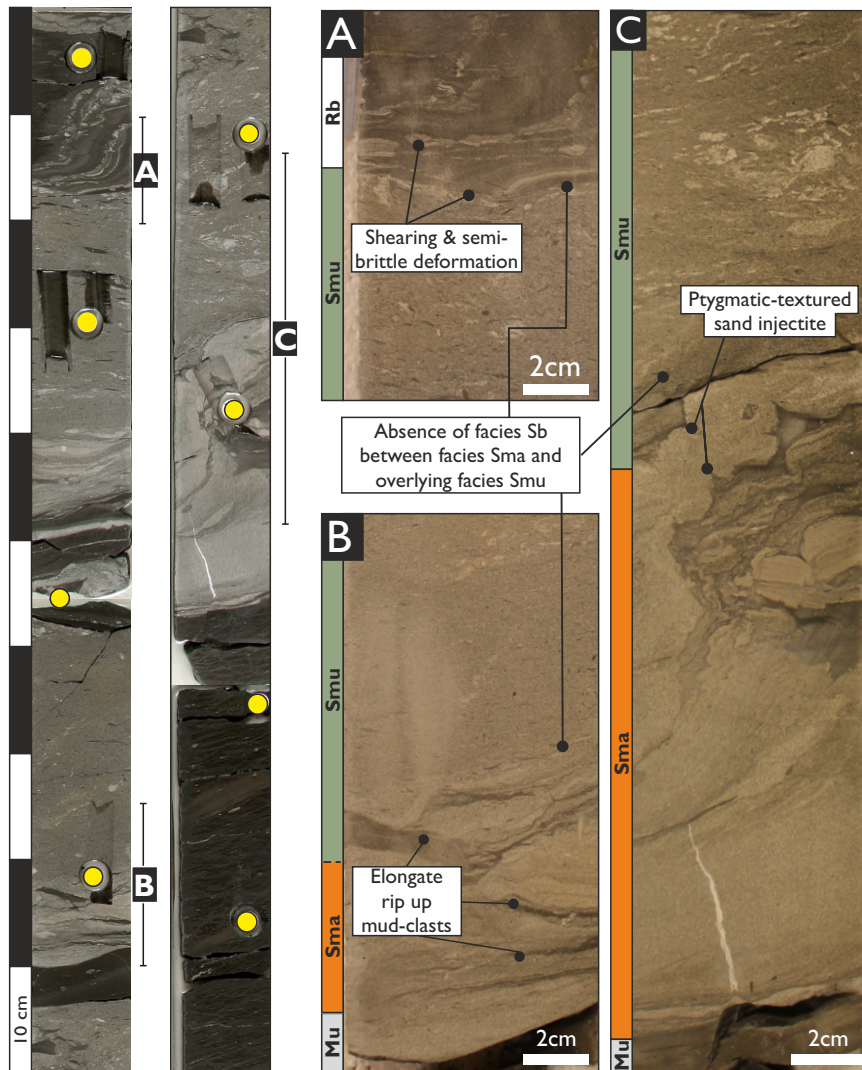 A
B
10 cm
C
A
Rb
Smu
Shearing & semi-
brittle deformation
2cm
Absence of facies Sb
between facies Sma and
overlying facies Smu
B
Smu
Sma
Mu
Elongate
rip up
mud-clasts
2cm
C
Smu
Sma
Mu
Ptygmatic-textured
sand injectite
2cm